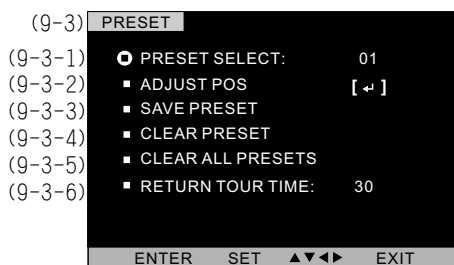 (9-3) PRESET
(9-3-1) PRESET SELECT: 01
(9-3-2) ADJUST POS [↵]
(9-3-3) SAVE PRESET
(9-3-4) CLEAR PRESET
(9-3-5) CLEAR ALL PRESETS
(9-3-6) RETURN TOUR TIME: 30
ENTER SET ▲▼◄► EXIT